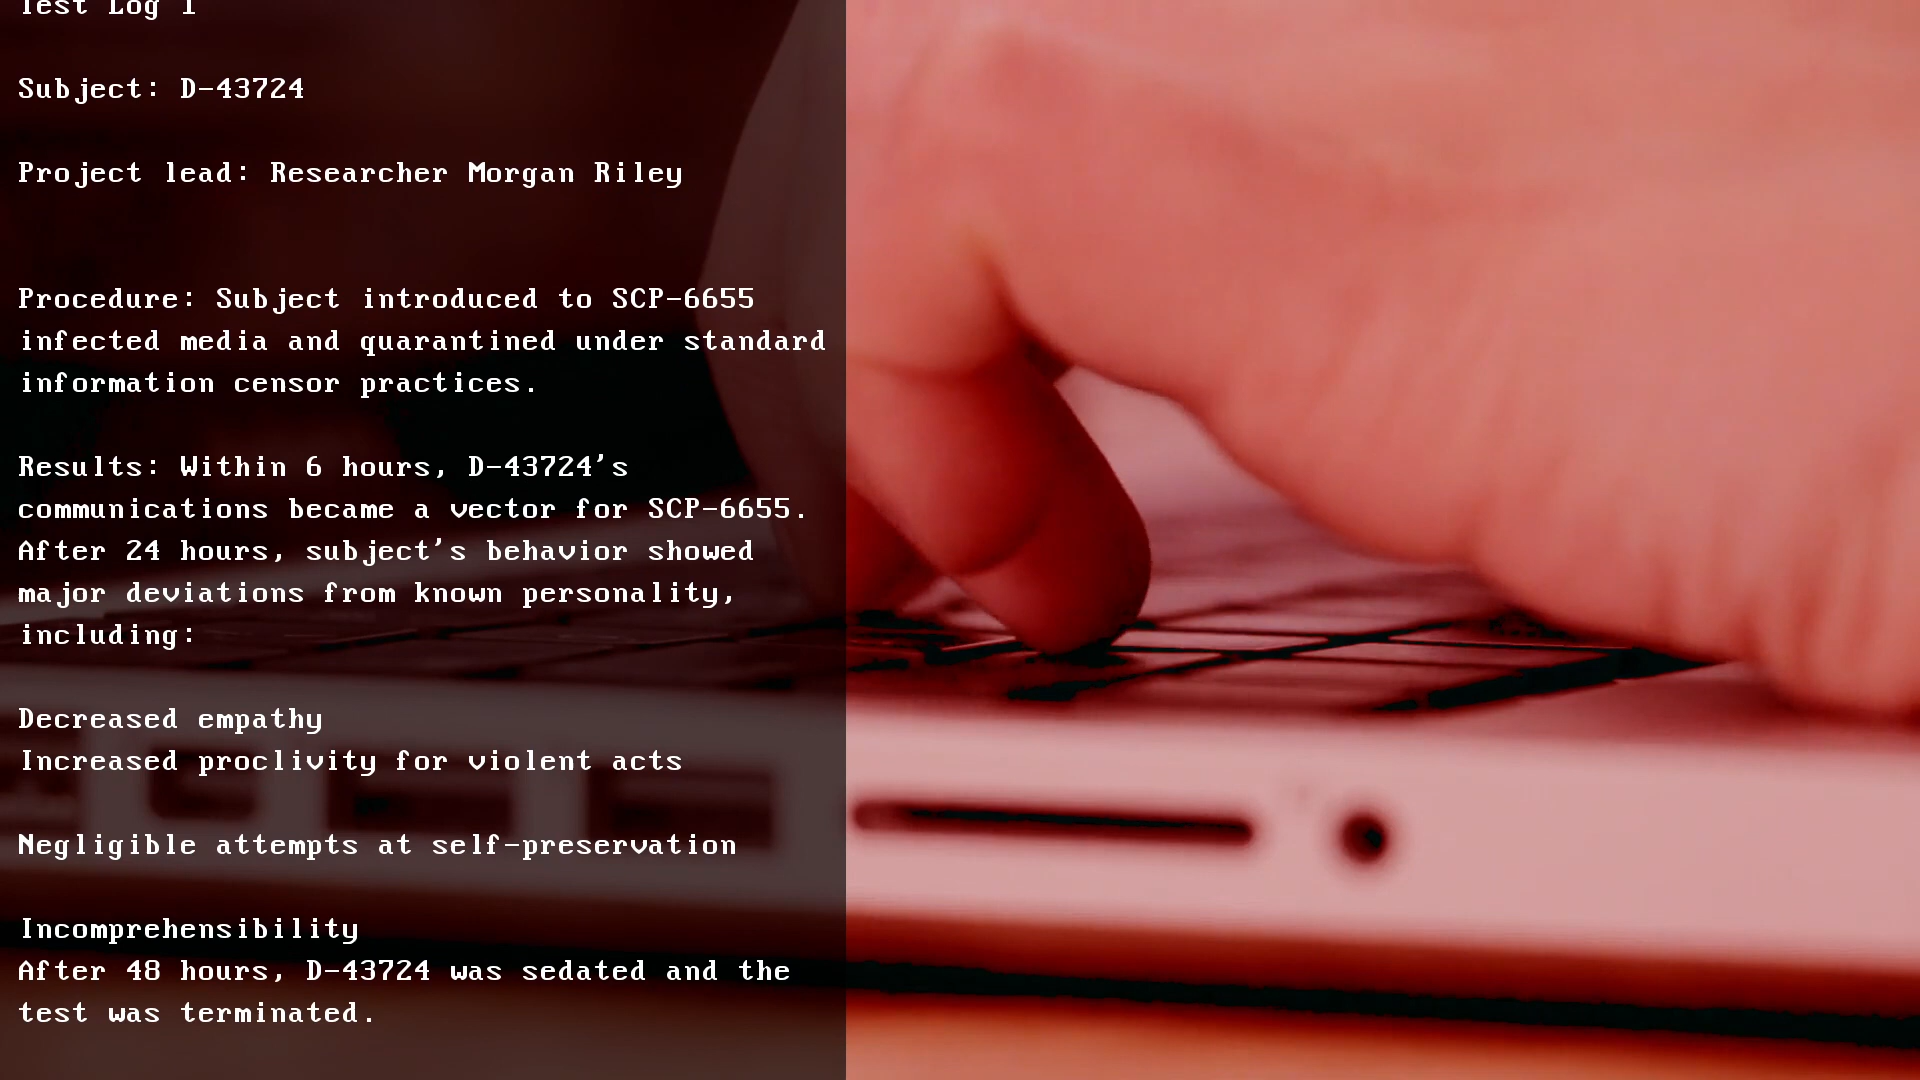 Test Log 1
Subject: D-43724
Project lead: Researcher Morgan Riley
Procedure: Subject introduced to SCP-6655
infected media and quarantined under standard
information censor practices.
Results: Within 6 hours, D-43724's
communications became a vector for SCP-6655.
After 24 hours, subject's behavior showed
major deviations from known personality,
including:
Decreased empathy
Increased proclivity for violent acts
Negligible attempts at self-preservation
Incomprehensibility
After 48 hours, D-43724 was sedated and the
test was terminated.